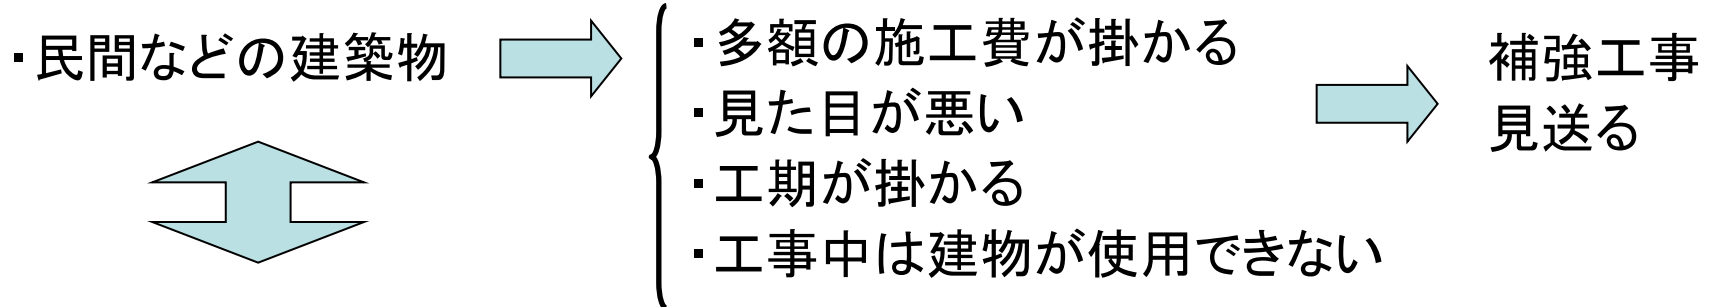 ・民間などの建築物
・多額の施工費が掛かる
・見た目が悪い
・工期が掛かる
・工事中は建物が使用できない
補強工事
見送る